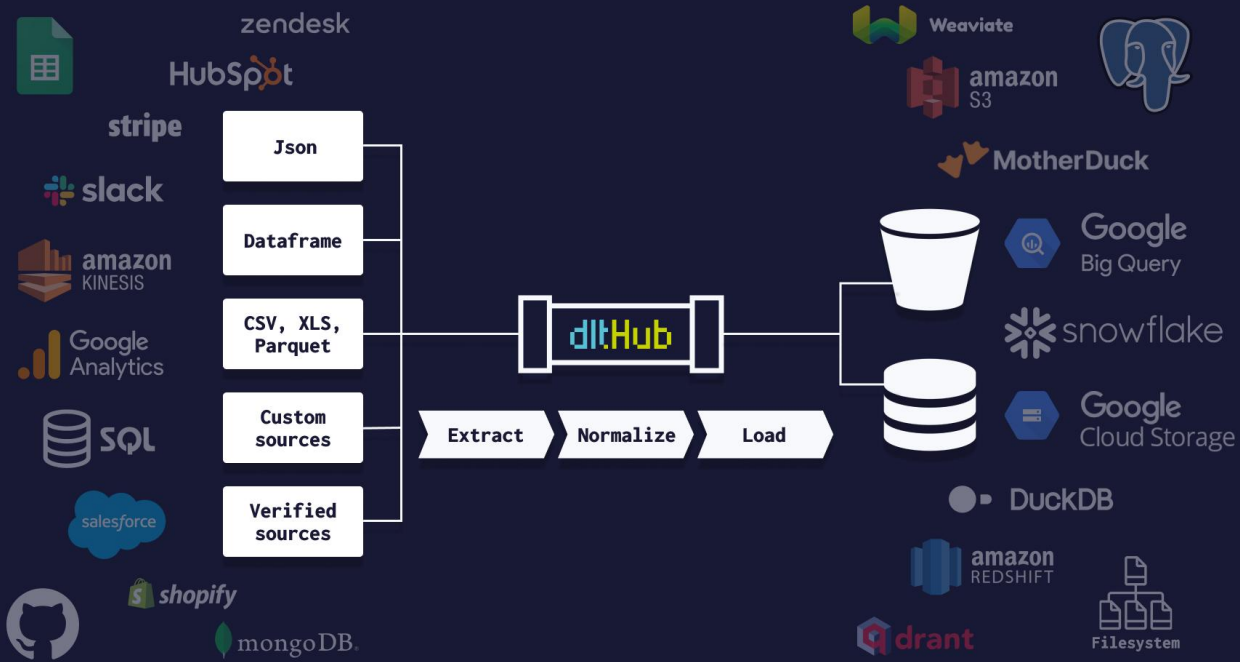 zendesk
HubSpot
stripe
slack
amazon
KINESIS
Google
Analytics
SQL
salesforce
shopify
mongoDB.
Json
Dataframe
CSV, XLS,
Parquet
Custom
sources
Verified
sources
dltHub
Extract
Normalize
Load
Weaviate
amazon
S3
MotherDuck
Google
Big Query
snowflake
Google
Cloud Storage
DuckDB
amazon
REDSHIFT
qdrant
Filesystem